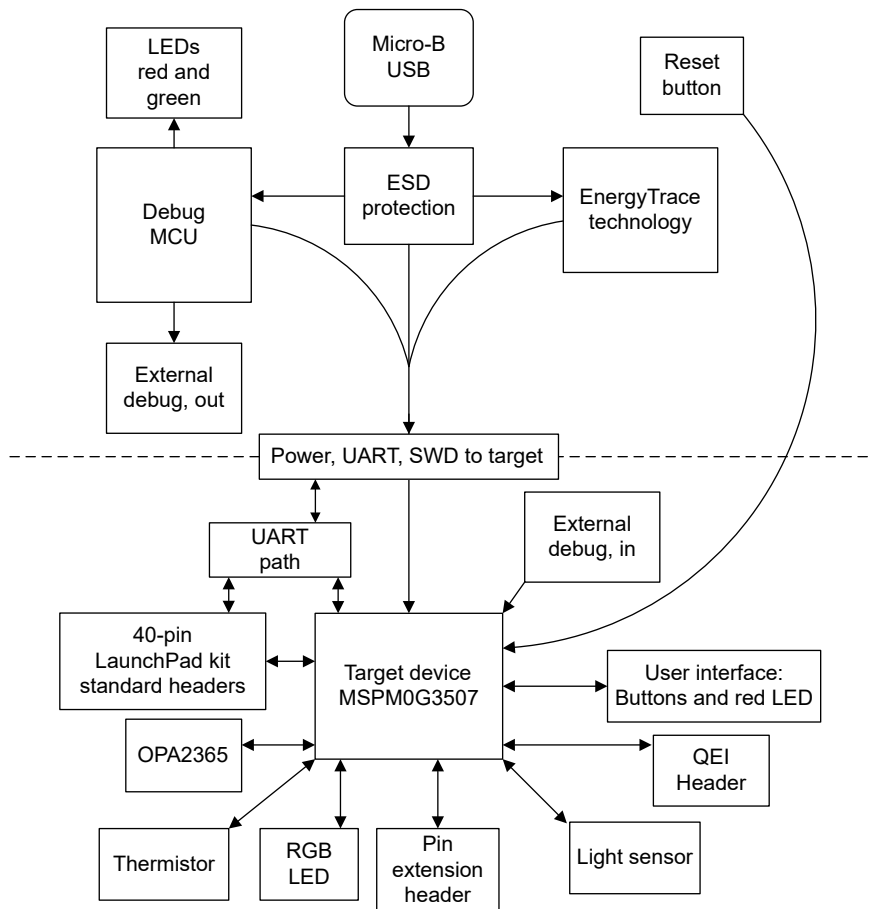 LEDs
red and
green
Micro-B
USB
Reset
button
Debug
MCU
ESD
protection
EnergyTrace
technology
External
debug, out
Power, UART, SWD to target
UART
path
External
debug, in
40-pin
LaunchPad kit
standard headers
Target device
MSPM0G3507
User interface:
Buttons and red LED
OPA2365
QEI
Header
Thermistor
RGB
LED
Pin
extension
header
Light sensor